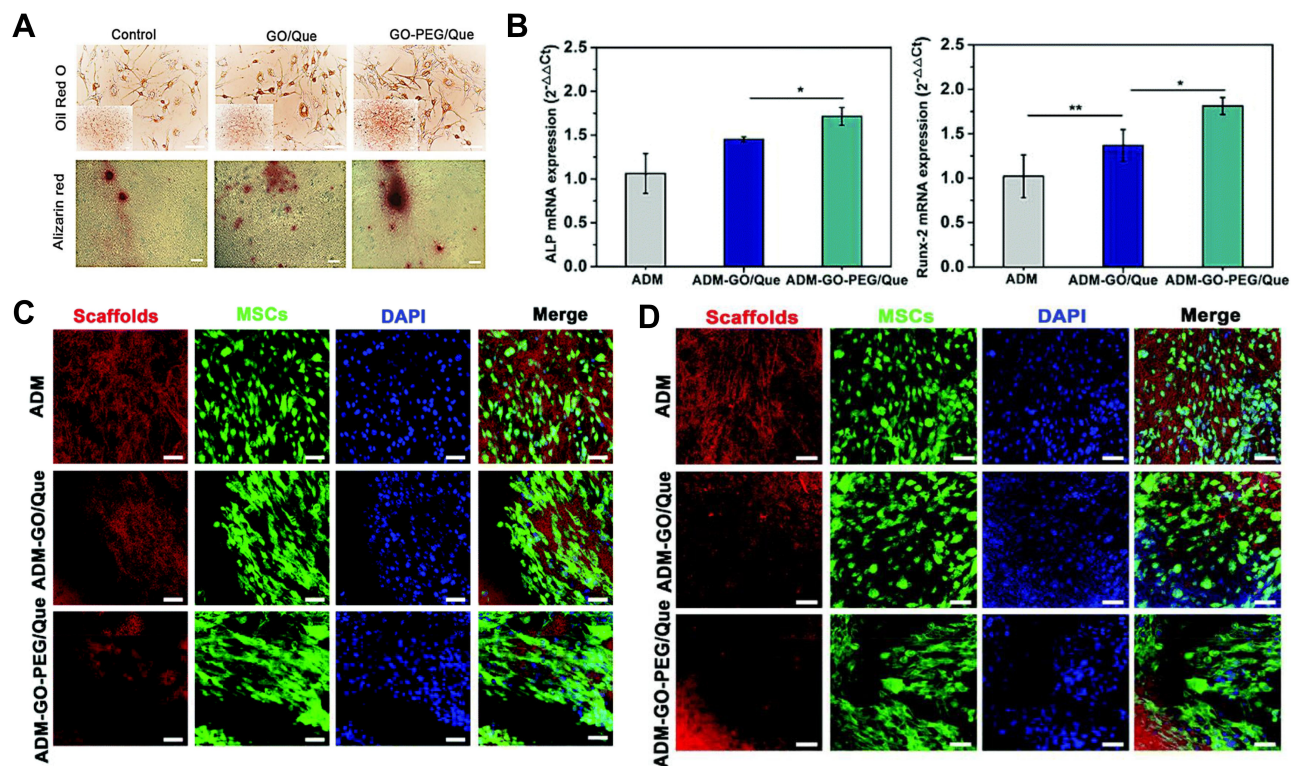 A
Control
GO/Que
GO-PEG/Que
Oil Red O
Alizarin red
B
ALP mRNA expression (2^-△△Ct)
2.5
2.0
1.5
1.0
0.5
0.0
*
ADM
ADM-GO/Que
ADM-GO-PEG/Que
Runx-2 mRNA expression (2^-△△Ct)
2.5
2.0
1.5
1.0
0.5
0.0
**
*
ADM
ADM-GO/Que
ADM-GO-PEG/Que
C
Scaffolds
MSCs
DAPI
Merge
ADM
ADM-GO/Que
ADM-GO-PEG/Que
D
Scaffolds
MSCs
DAPI
Merge
ADM
ADM-GO/Que
ADM-GO-PEG/Que